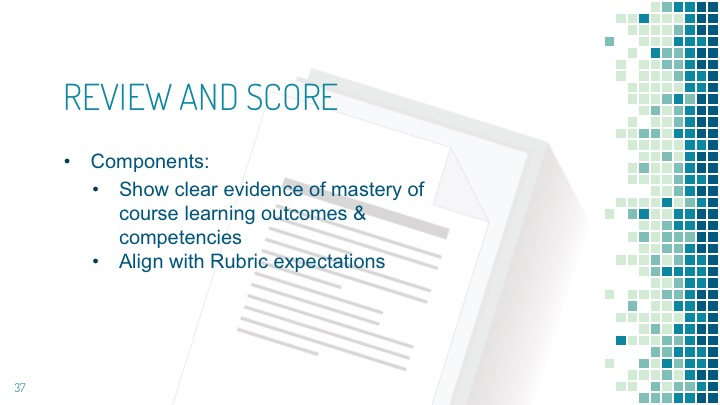 REVIEW AND SCORE
• Components:
• Show clear evidence of mastery of
course learning outcomes &
competencies
• Align with Rubric expectations
37